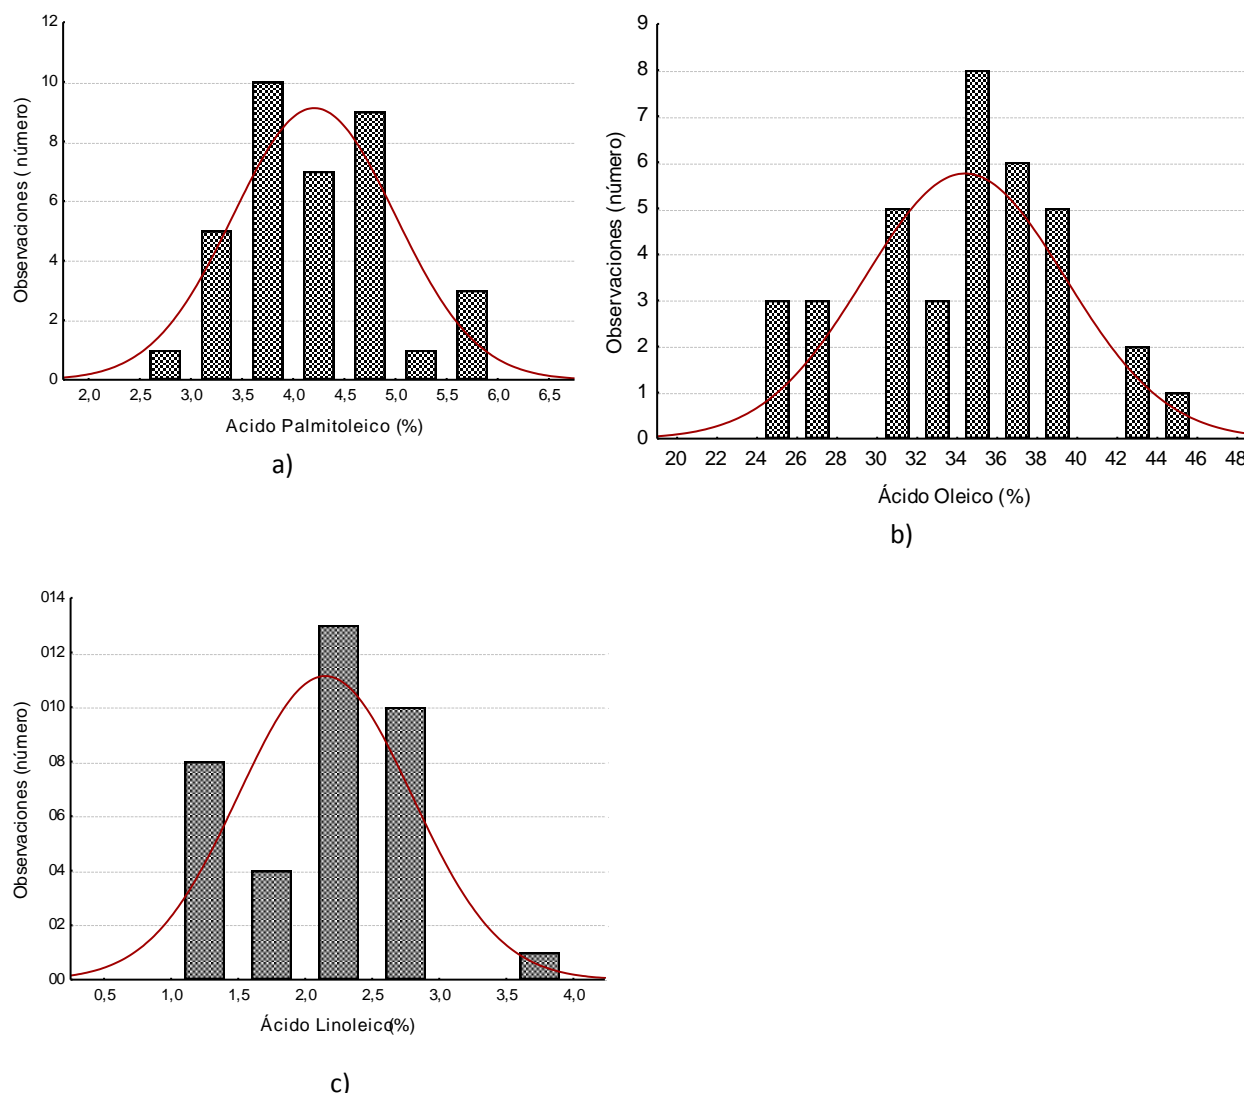 12
10
8
6
4
2
0
Observaciones ( número)
2,0 2,5 3,0 3,5 4,0 4,5 5,0 5,5 6,0 6,5
Acido Palmitoleico (%)
a)
9
8
7
6
5
4
3
2
1
0
Observaciones (número)
20 22 24 26 28 30 32 34 36 38 40 42 44 46 48
Ácido Oleico (%)
b)
014
012
010
08
06
04
02
00
Observaciones (número)
0,5 1,0 1,5 2,0 2,5 3,0 3,5 4,0
Ácido Linoleico(%)
c)